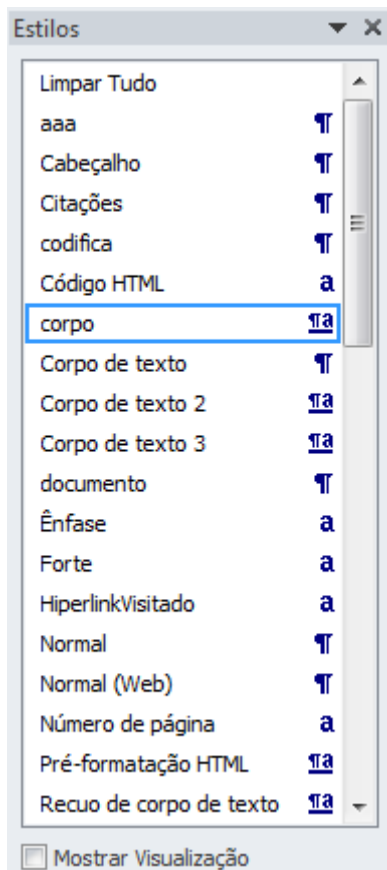 Estilos
Limpar Tudo
aaa ¶
Cabeçalho ¶
Citações ¶
codifica ¶
Código HTML a
corpo ¶a
Corpo de texto ¶
Corpo de texto 2 ¶a
Corpo de texto 3 ¶a
documento ¶
Ênfase a
Forte a
HiperlinkVisitado a
Normal ¶
Normal (Web) ¶
Número de página a
Pré-formatação HTML ¶a
Recuo de corpo de texto ¶a
Mostrar Visualização